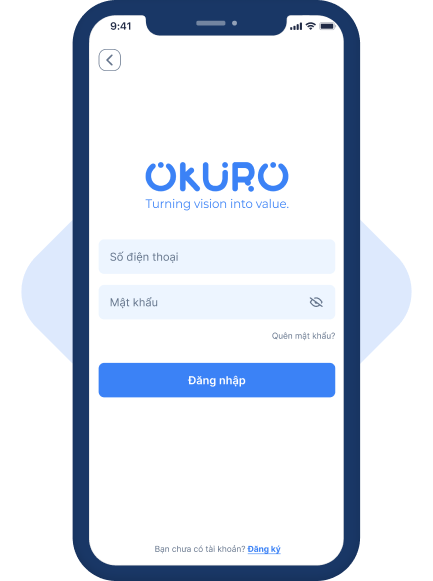 9:41
OKURO
Turning vision into value.
Số điện thoại
Mật khẩu
Quên mật khẩu?
Đăng nhập
Bạn chưa có tài khoản? Đăng ký